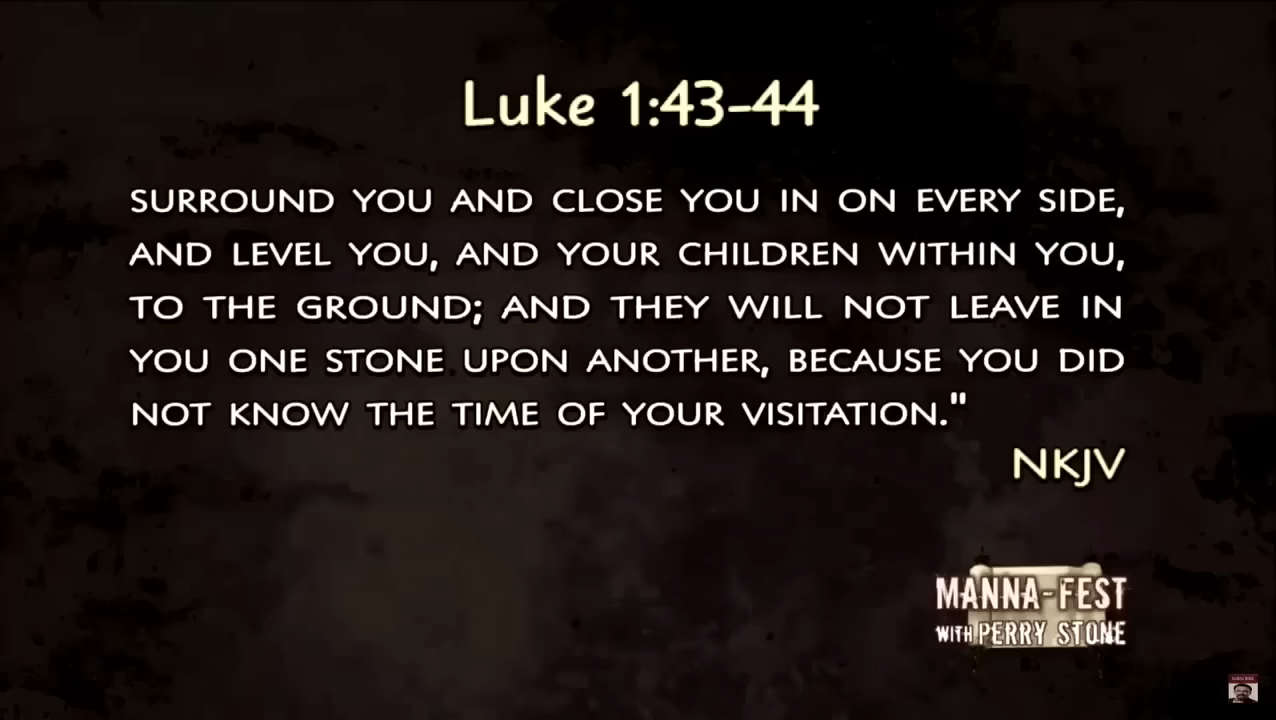 Luke 1:43-44
SURROUND YOU AND CLOSE YOU IN ON EVERY SIDE,
AND LEVEL YOU, AND YOUR CHILDREN WITHIN YOU,
TO THE GROUND; AND THEY WILL NOT LEAVE IN
YOU ONE STONE UPON ANOTHER, BECAUSE YOU DID
NOT KNOW THE TIME OF YOUR VISITATION."
NKJV
MANNA-FEST
WITH PERRY STONE
SUBSCRIBE